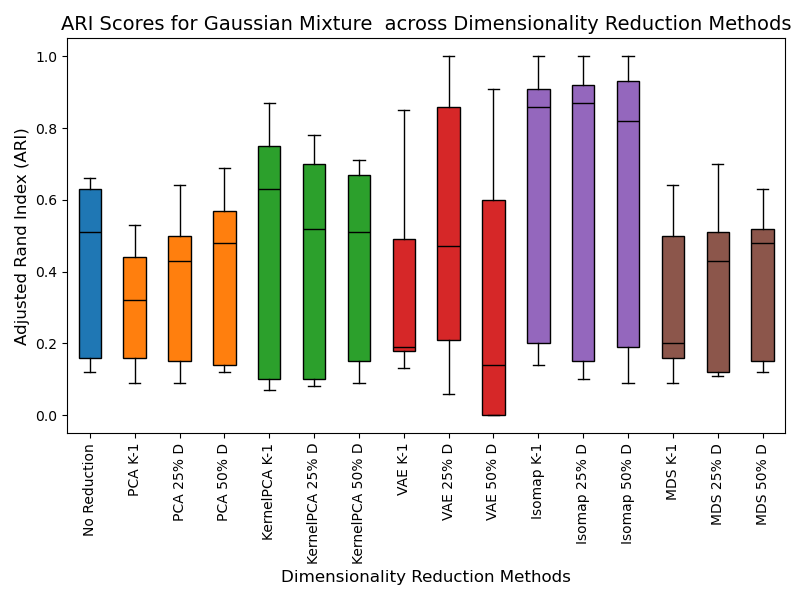 ARI Scores for Gaussian Mixture  across Dimensionality Reduction Methods
Adjusted Rand Index (ARI)
1.0
0.8
0.6
0.4
0.2
0.0
No Reduction
PCA K-1
PCA 25% D
PCA 50% D
KernelPCA K-1
KernelPCA 25% D
KernelPCA 50% D
VAE K-1
VAE 25% D
VAE 50% D
Isomap K-1
Isomap 25% D
Isomap 50% D
MDS K-1
MDS 25% D
MDS 50% D
Dimensionality Reduction Methods